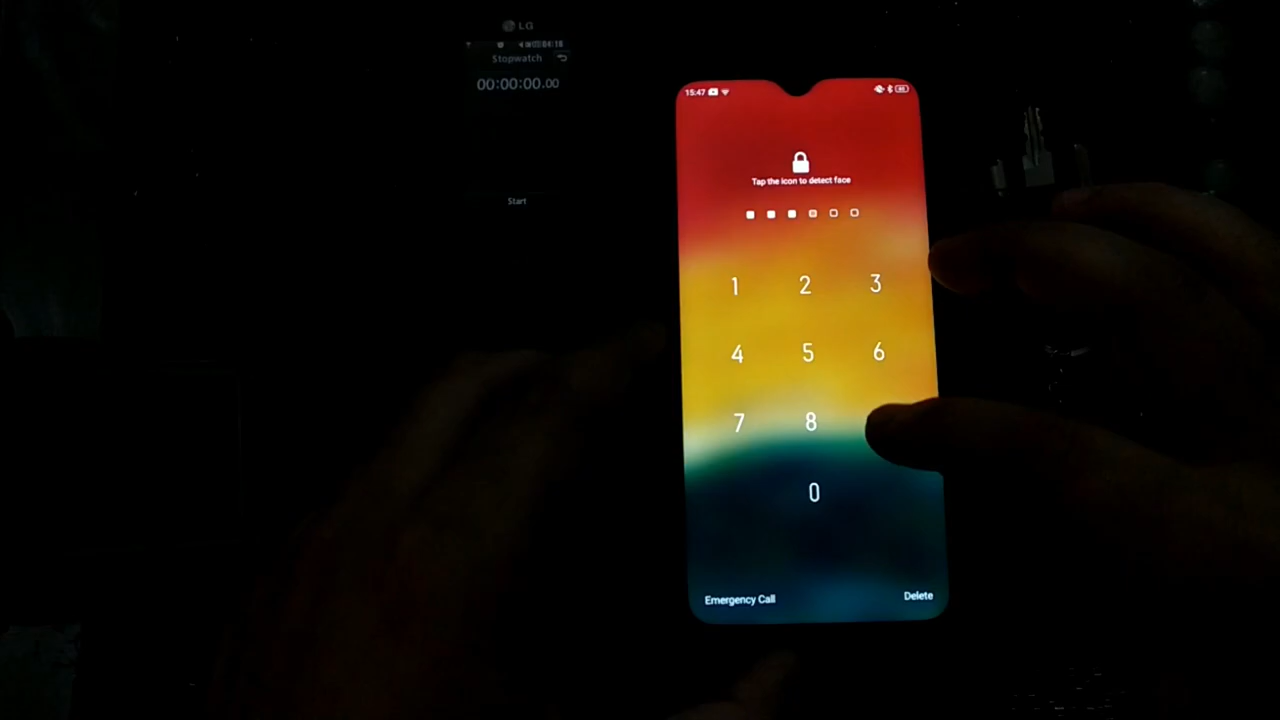 LG
Stopwatch
00:00:00.00
Start
15:47
Tap the icon to detect face
1 2 3
4 5 6
7 8
0
Emergency Call
Delete